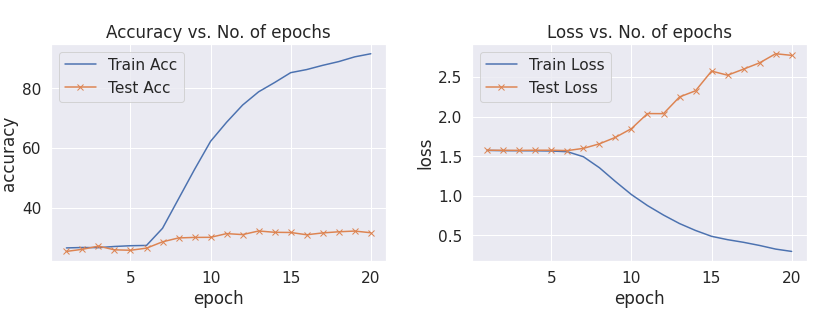 Accuracy vs. No. of epochs
Train Acc
Test Acc
accuracy
80
60
40
5
10
15
20
epoch
Loss vs. No. of epochs
Train Loss
Test Loss
loss
2.5
2.0
1.5
1.0
0.5
5
10
15
20
epoch